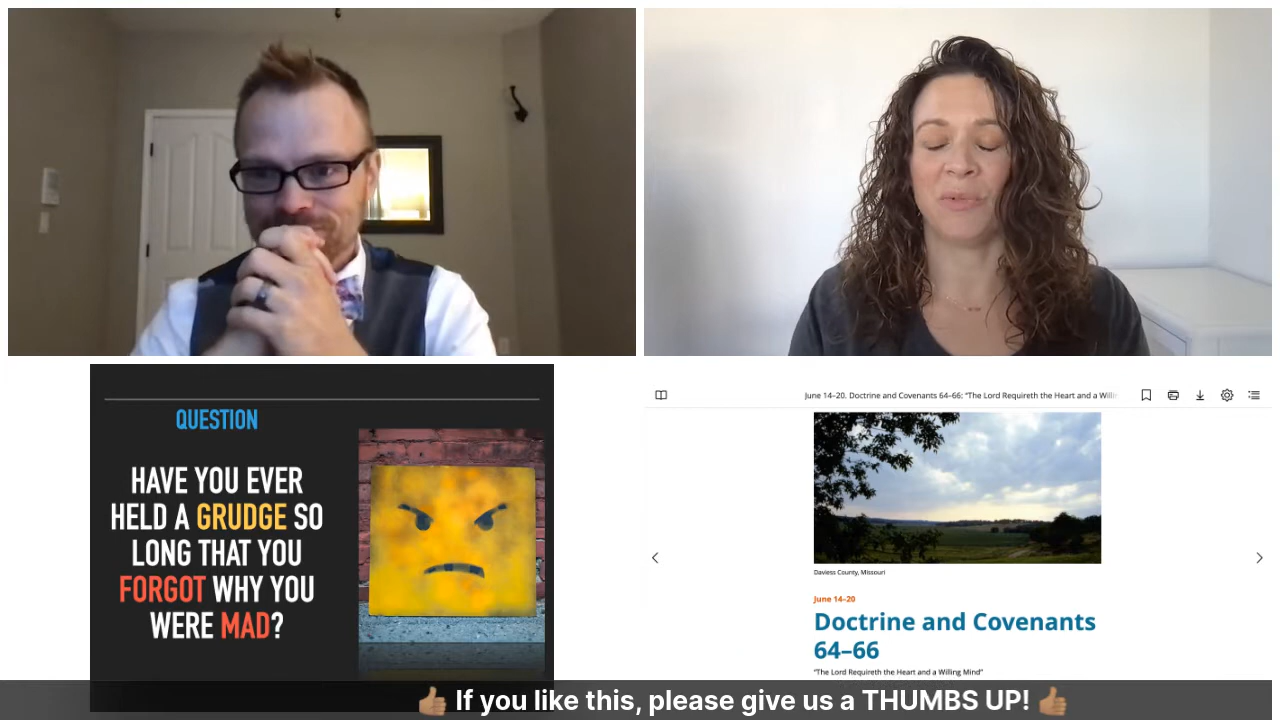 QUESTION
HAVE YOU EVER
HELD A GRUDGE SO
LONG THAT YOU
FORGOT WHY YOU
WERE MAD?
June 14–20. Doctrine and Covenants 64–66: “The Lord Requireth the Heart and a Willin
Daviess County, Missouri
June 14–20
Doctrine and Covenants
64–66
“The Lord Requireth the Heart and a Willing Mind”
👍🏽 If you like this, please give us a THUMBS UP! 👍🏽